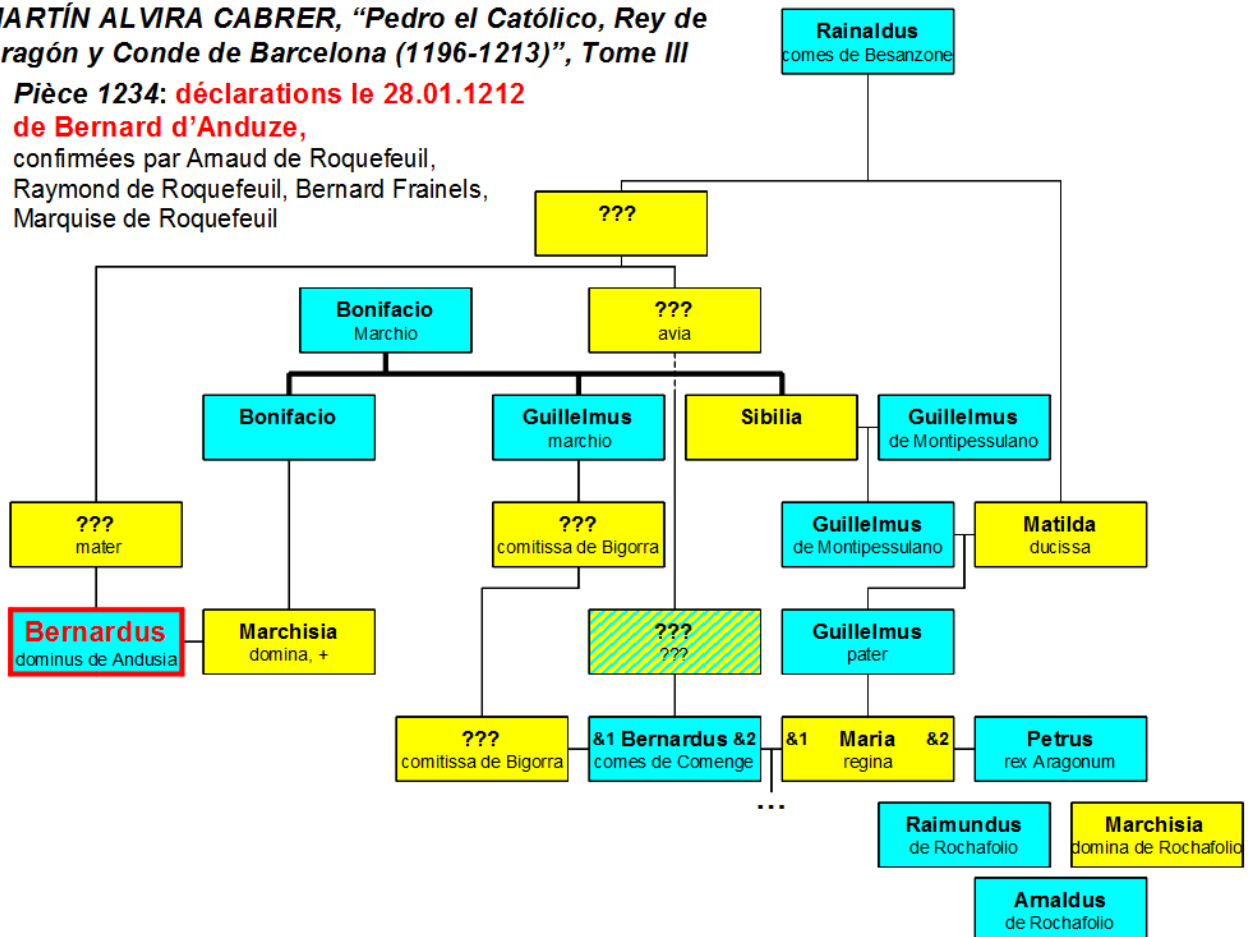 MARTÍN ALVIRA CABRER, “Pedro el Católico, Rey de
ragón y Conde de Barcelona (1196-1213)”, Tome III
Pièce 1234: déclarations le 28.01.1212
de Bernard d’Anduze,
confirmées par Arnaud de Roquefeuil,
Raymond de Roquefeuil, Bernard Frainels,
Marquise de Roquefeuil
Rainaldus
comes de Besanzone
???
Bonifacio
Marchio
???
avia
Bonifacio
Guillelmus
marchio
Sibilia
Guillelmus
de Montipessulano
???
mater
???
comitissa de Bigorra
Guillelmus
de Montipessulano
Matilda
ducissa
Bernardus
dominus de Andusia
Marchisia
domina, +
???
???
Guillelmus
pater
???
comitissa de Bigorra
&1 Bernardus &2
comes de Comenge
&1 Maria &2
regina
Petrus
rex Aragonum
...
Raimundus
de Rochafolio
Marchisia
domina de Rochafolio
Arnaldus
de Rochafolio